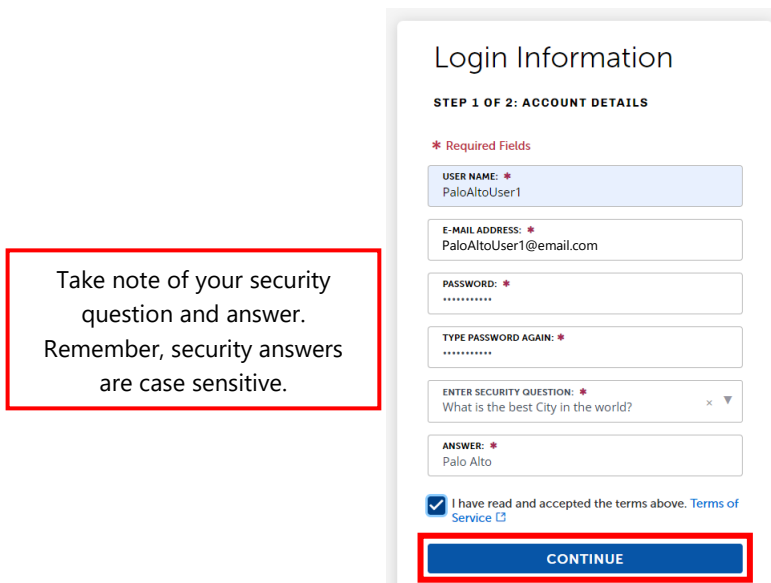 Login Information
STEP 1 OF 2: ACCOUNT DETAILS
* Required Fields
USER NAME: *
PaloAltoUser1
E-MAIL ADDRESS: *
PaloAltoUser1@email.com
PASSWORD: *
•••••••••••
TYPE PASSWORD AGAIN: *
•••••••••••
ENTER SECURITY QUESTION: *
What is the best City in the world?
ANSWER: *
Palo Alto
I have read and accepted the terms above. Terms of
Service
CONTINUE
Take note of your security
question and answer.
Remember, security answers
are case sensitive.